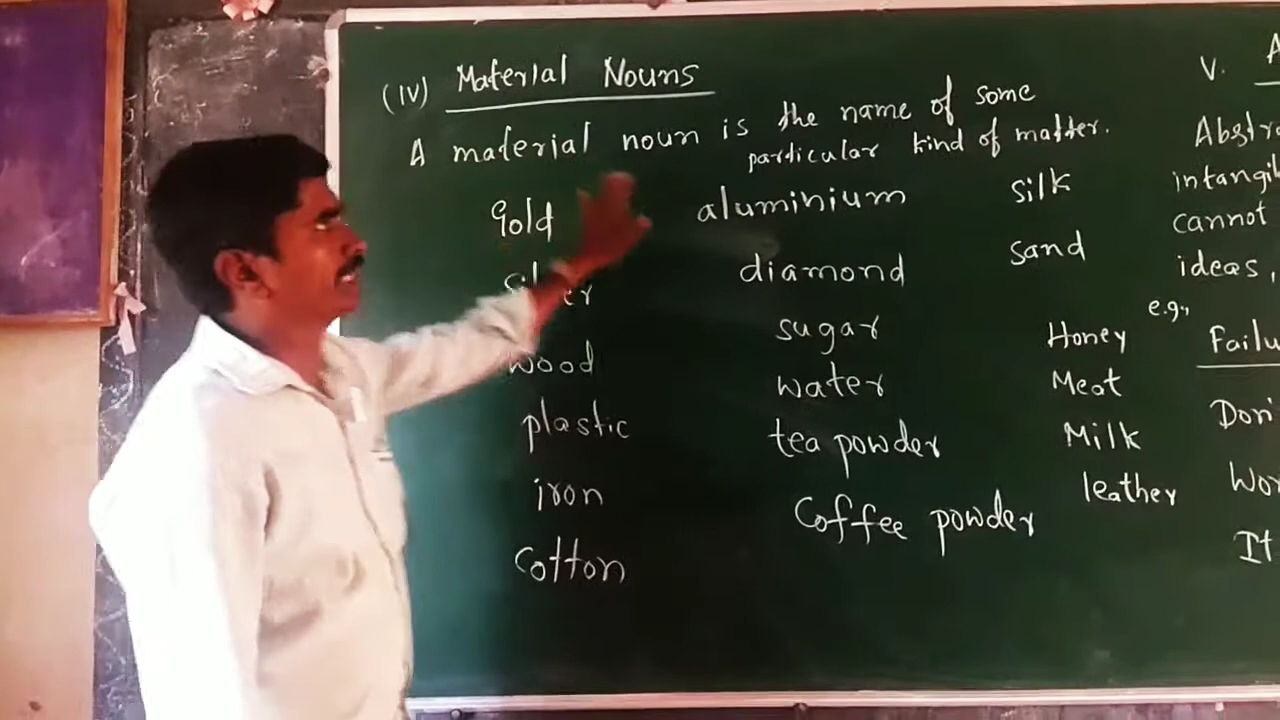 (IV) Material Nouns
A material noun is the name of some
particular kind of matter.
gold
wood
plastic
iron
Cotton
aluminium
diamond
sugar
water
tea powder
Coffee powder
Silk
sand
Honey
Meat
Milk
leather
V. A
Abstra
intangib
cannot
ideas,
e.g.,
Failu
Don'
Wor
It